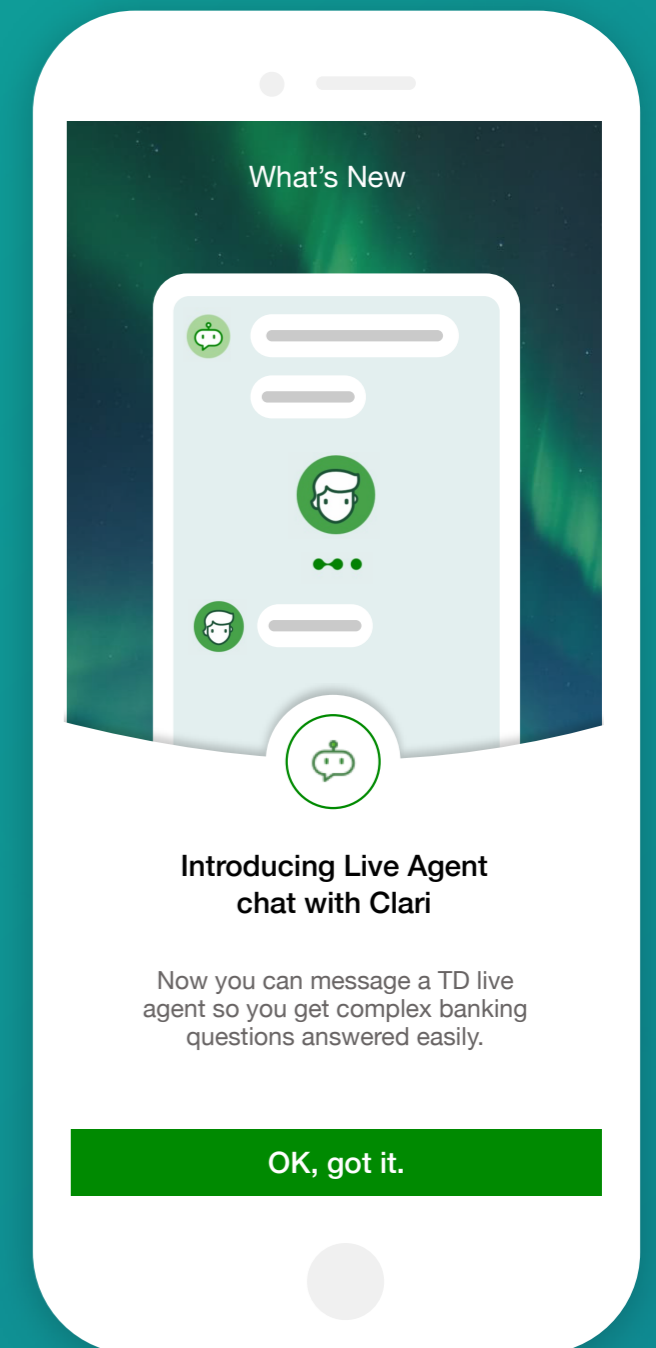 What’s New
Introducing Live Agent
chat with Clari
Now you can message a TD live
agent so you get complex banking
questions answered easily.
OK, got it.